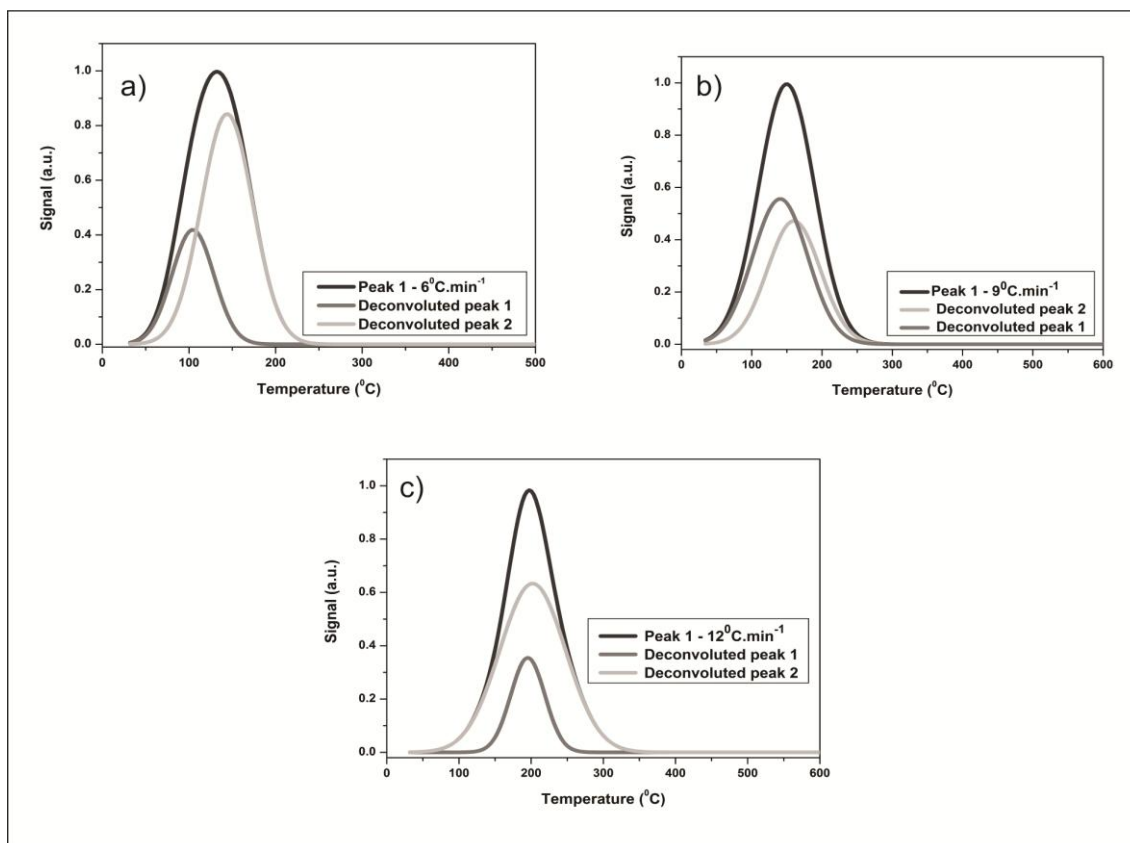 a)
1.0
0.8
0.6
0.4
0.2
0.0
Signal (a.u.)
Peak 1 - 6⁰C.min⁻¹
Deconvoluted peak 1
Deconvoluted peak 2
0 100 200 300 400 500
Temperature (⁰C)
b)
1.0
0.8
0.6
0.4
0.2
0.0
Signal (a.u.)
Peak 1 - 9⁰C.min⁻¹
Deconvoluted peak 2
Deconvoluted peak 1
0 100 200 300 400 500 600
Temperature (⁰C)
c)
1.0
0.8
0.6
0.4
0.2
0.0
Signal (a.u.)
Peak 1 - 12⁰C.min⁻¹
Deconvoluted peak 1
Deconvoluted peak 2
0 100 200 300 400 500 600
Temperature (⁰C)